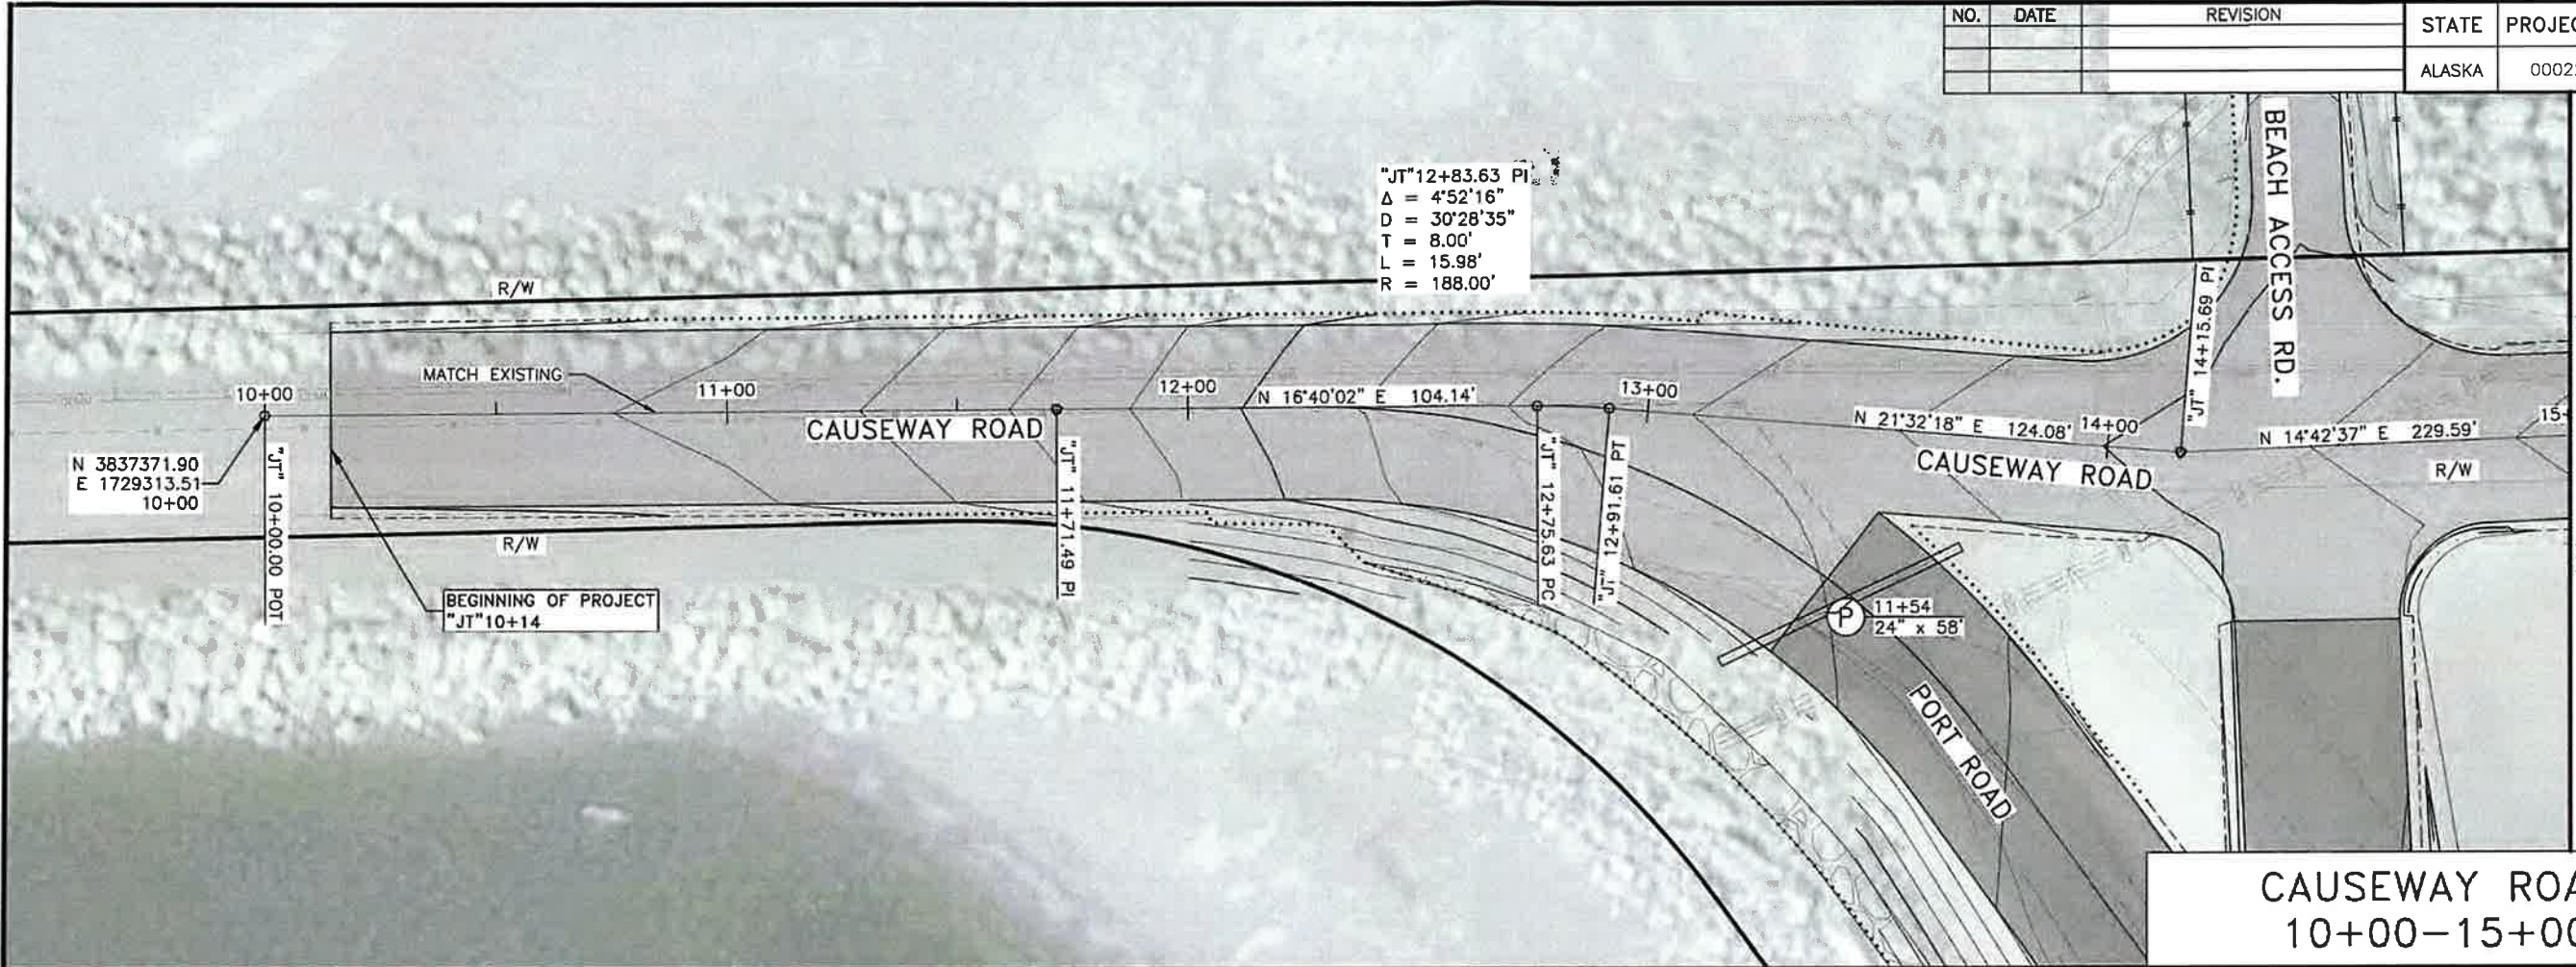 NO. DATE REVISION
STATE
ALASKA
"JT"12+83.63 PI
Δ = 4°52'16"
D = 30°28'35"
T = 8.00'
L = 15.98'
R = 188.00'
BEACH ACCESS RD.
R/W
"JT" 14+15.69 PI
MATCH EXISTING
10+00
11+00
12+00
N 16°40'02" E 104.14'
13+00
N 21°32'18" E 124.08'
14+00
N 14°42'37" E 229.59'
CAUSEWAY ROAD
CAUSEWAY ROAD
R/W
N 3837371.90
E 1729313.51
10+00
"JT" 10+00.00 POT
"JT" 11+71.49 PI
"JT" 12+75.63 PC
"JT" 12+91.61 PT
R/W
BEGINNING OF PROJECT
"JT"10+14
P
11+54
24" x 58'
PORT ROAD
CAUSEWAY
10+00-15+00